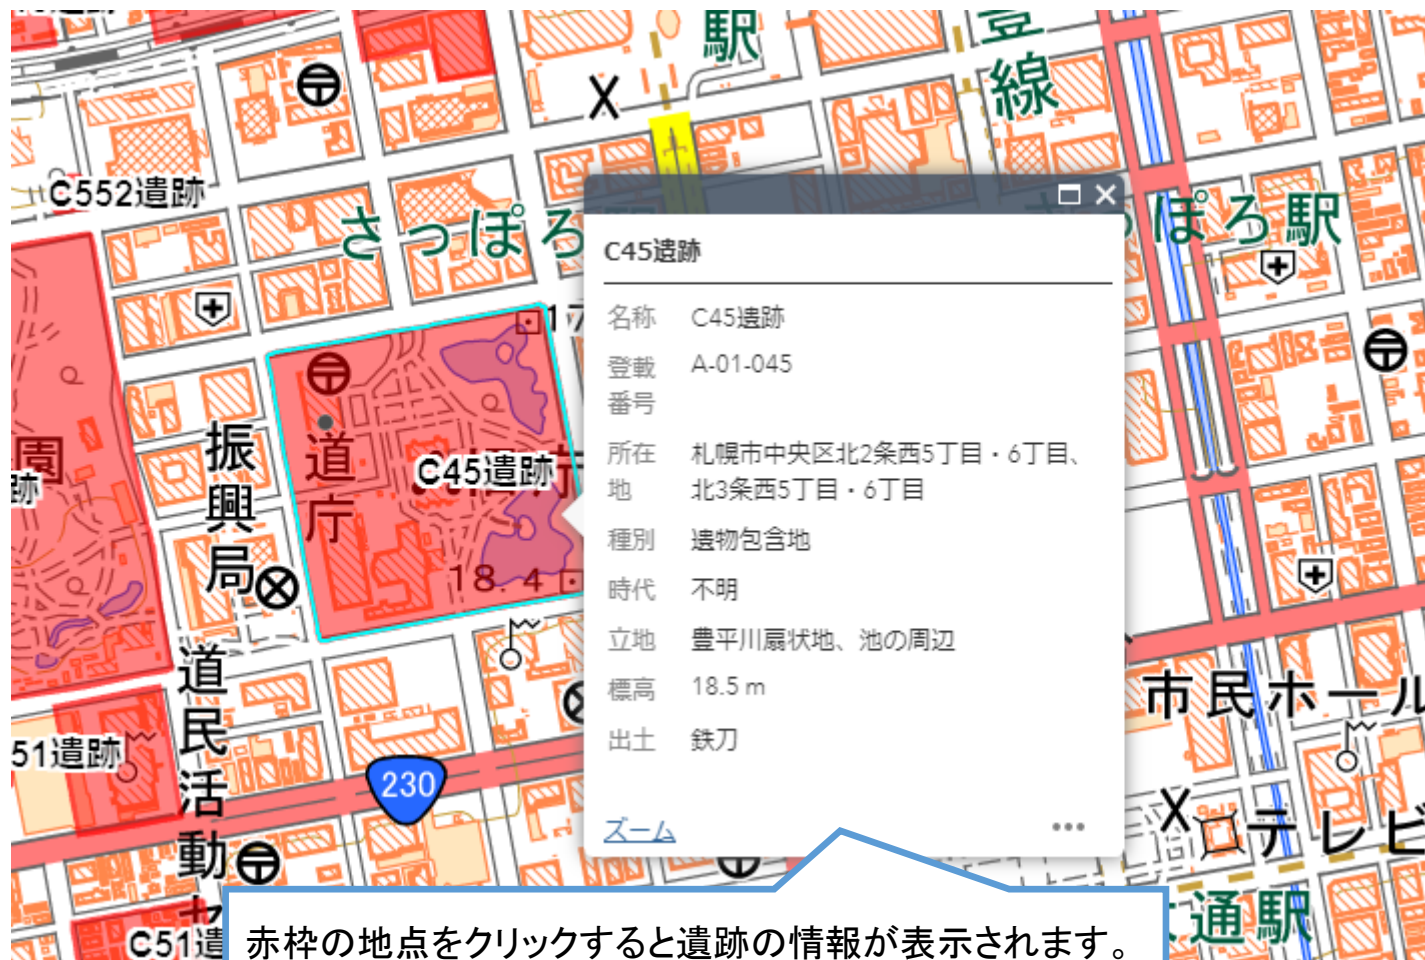 駅
登
線
C552遺跡
さっぽろ
ぽろ駅
17
園
跡
振興局
道庁
C45遺跡
庁
18.4
道民活動セ
51遺跡
230
C51遺
市民ホール
テレビ
通駅
C45遺跡
名称 C45遺跡
登載番号 A-01-045
所在地 札幌市中央区北2条西5丁目・6丁目、
北3条西5丁目・6丁目
種別 遺物包含地
時代 不明
立地 豊平川扇状地、池の周辺
標高 18.5 m
出土 鉄刀
ズーム
赤枠の地点をクリックすると遺跡の情報が表示されます。